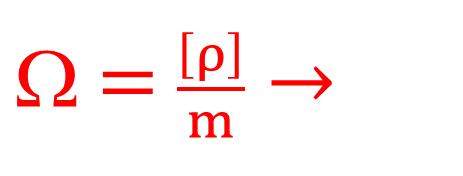 Ω = [ρ]/m →